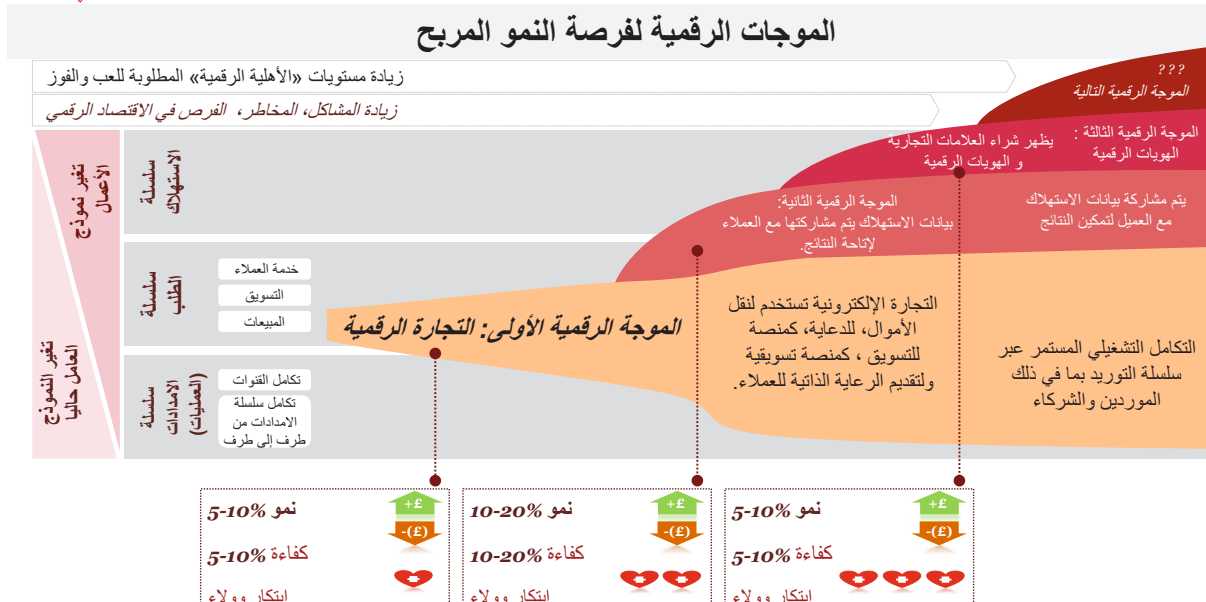 الموجات الرقمية لفرصة النمو المربح
زيادة مستويات «الأهلية الرقمية» المطلوبة للعب والفوز
زيادة المشاكل، المخاطر، الفرص في الاقتصاد الرقمي
؟؟؟
الموجة الرقمية التالية
الموجة الرقمية الثالثة :
الهويات الرقمية
يظهر شراء العلامات التجارية
و الهويات الرقمية
يتم مشاركة بيانات الاستهلاك
مع العميل لتمكين النتائج
الموجة الرقمية الثانية:
بيانات الاستهلاك يتم مشاركتها مع العملاء
لإتاحة النتائج.
تغير نموذج
الأعمال
سلسلة
الاستهلاك
سلسلة
الطلب
خدمة العملاء
التسويق
المبيعات
الموجة الرقمية الأولى: التجارة الرقمية
التجارة الإلكترونية تستخدم لنقل
الأموال، للدعاية، كمنصة
للتسويق ، كمنصة تسويقية
ولتقديم الرعاية الذاتية للعملاء.
التكامل التشغيلي المستمر عبر
سلسلة التوريد بما في ذلك
الموردين والشركاء
تغير النموذج
العامل حاليا
سلسلة
الامدادات
(العمليات)
تكامل القنوات
تكامل سلسلة
الامدادات من
طرف إلى طرف
نمو 5-10%
+£
-(£)
كفاءة 5-10%
ابتكار وولاء
نمو 10-20%
+£
-(£)
كفاءة 10-20%
ابتكار وولاء
نمو 5-10%
+£
-(£)
كفاءة 5-10%
ابتكار وولاء